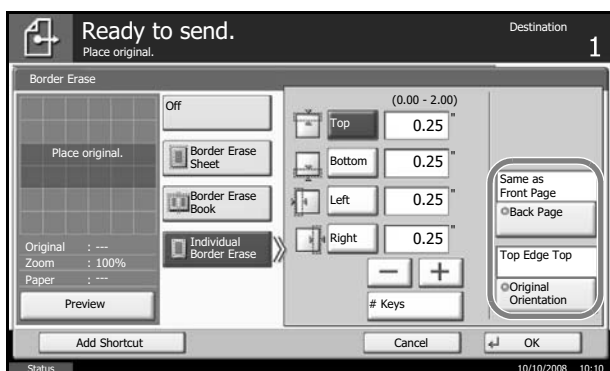 Ready to send.
Place original.
Destination
1
Border Erase
Place original.
Original : ---
Zoom : 100%
Paper : ---
Preview
Off
Border Erase
Sheet
Border Erase
Book
Individual
Border Erase
(0.00 - 2.00)
Top 0.25 "
Bottom 0.25 "
Left 0.25 "
Right 0.25 "
− +
# Keys
Same as
Front Page
Back Page
Top Edge Top
Original
Orientation
Add Shortcut
Cancel
OK
Status
10/10/2008 10:10